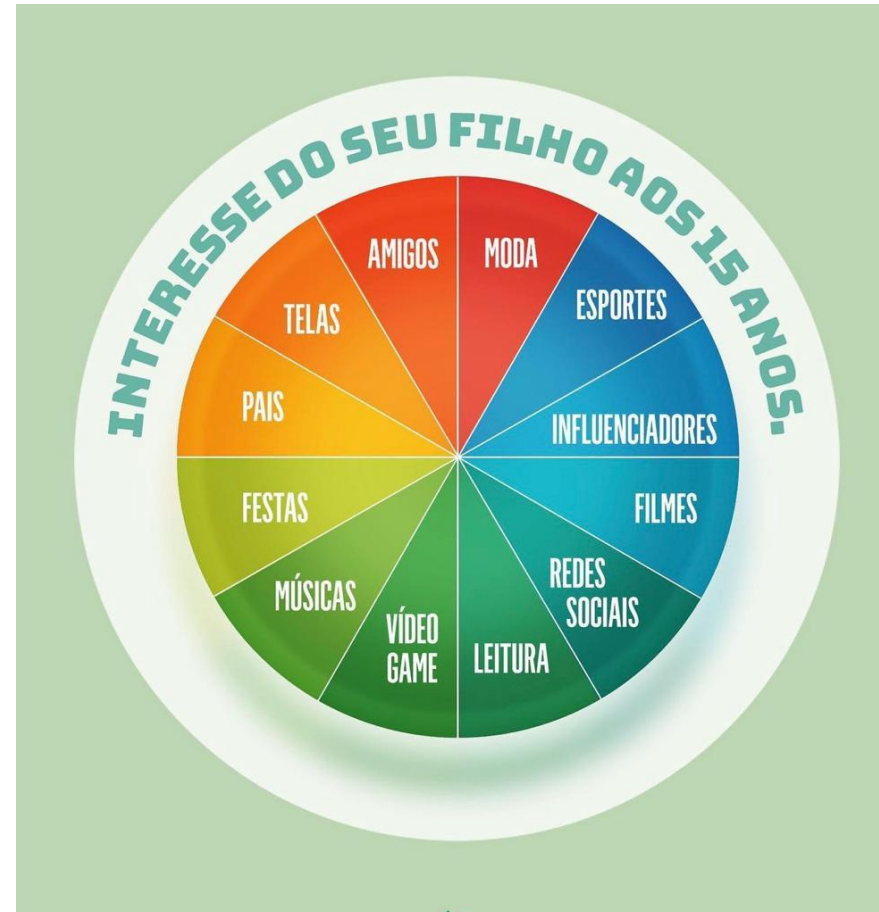 INTERESSE DO SEU FILHO AOS 15 ANOS.
AMIGOS
MODA
ESPORTES
INFLUENCIADORES
FILMES
REDES
SOCIAIS
LEITURA
VÍDEO
GAME
MÚSICAS
FESTAS
PAIS
TELAS